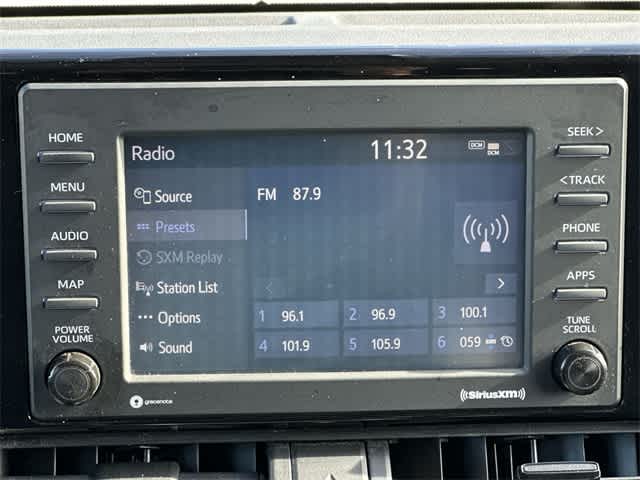 HOME
MENU
AUDIO
MAP
POWER
VOLUME
Radio
11:32
DCM
DCM
Source
Presets
SXM Replay
Station List
Options
Sound
FM 87.9
1 96.1
2 96.9
3 100.1
4 101.9
5 105.9
6 059
SEEK >
< TRACK
PHONE
APPS
TUNE
SCROLL
gracenote
((SiriusXM))